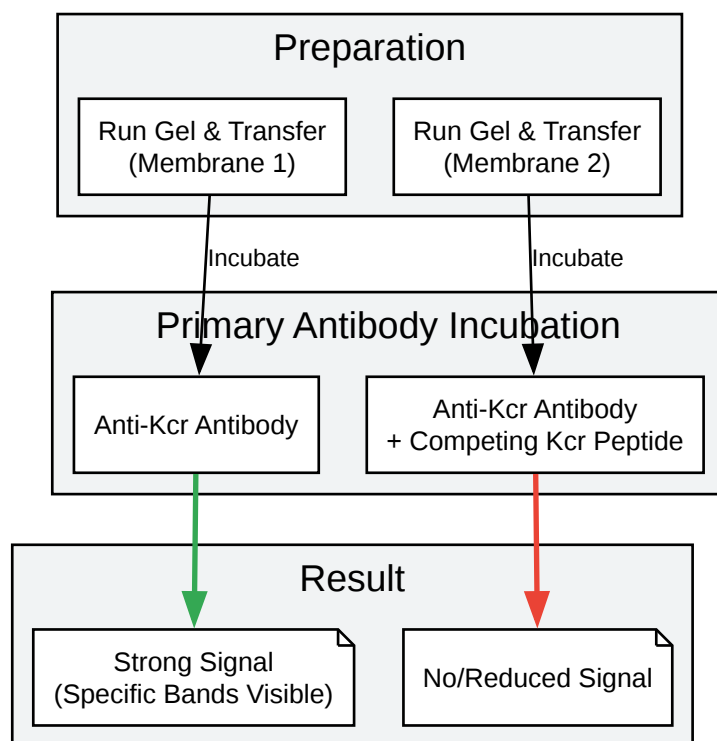 Preparation
Run Gel & Transfer
(Membrane 1)
Run Gel & Transfer
(Membrane 2)
Incubate
Incubate
Primary Antibody Incubation
Anti-Kcr Antibody
Anti-Kcr Antibody
+ Competing Kcr Peptide
Result
Strong Signal
(Specific Bands Visible)
No/Reduced Signal